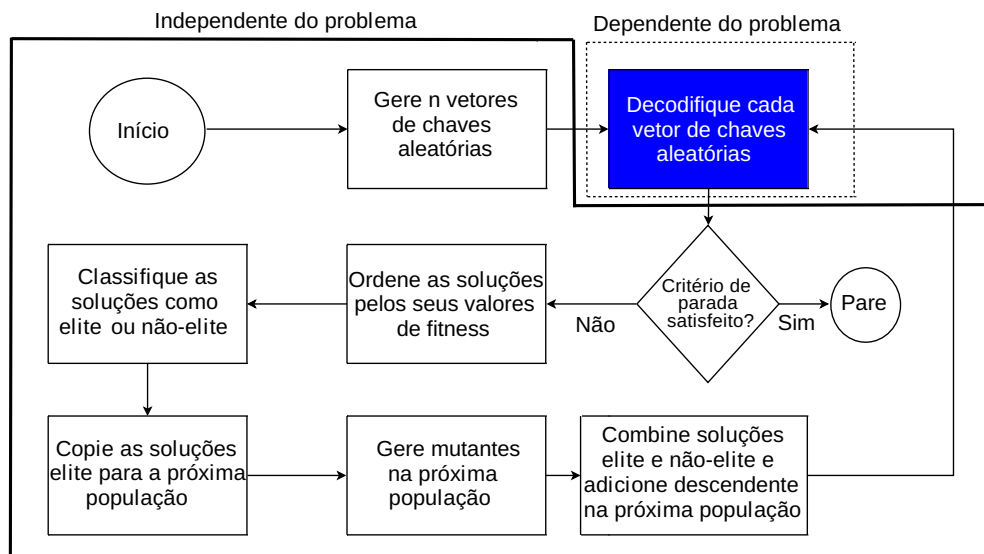 Independente do problema
Dependente do problema
Início
Gere n vetores
de chaves
aleatórias
Decodifique cada
vetor de chaves
aleatórias
Classifique as
soluções como
elite ou não-elite
Ordene as soluções
pelos seus valores
de fitness
Não
Critério de
parada
satisfeito?
Sim
Pare
Copie as soluções
elite para a próxima
população
Gere mutantes
na próxima
população
Combine soluções
elite e não-elite e
adicione descendente
na próxima população